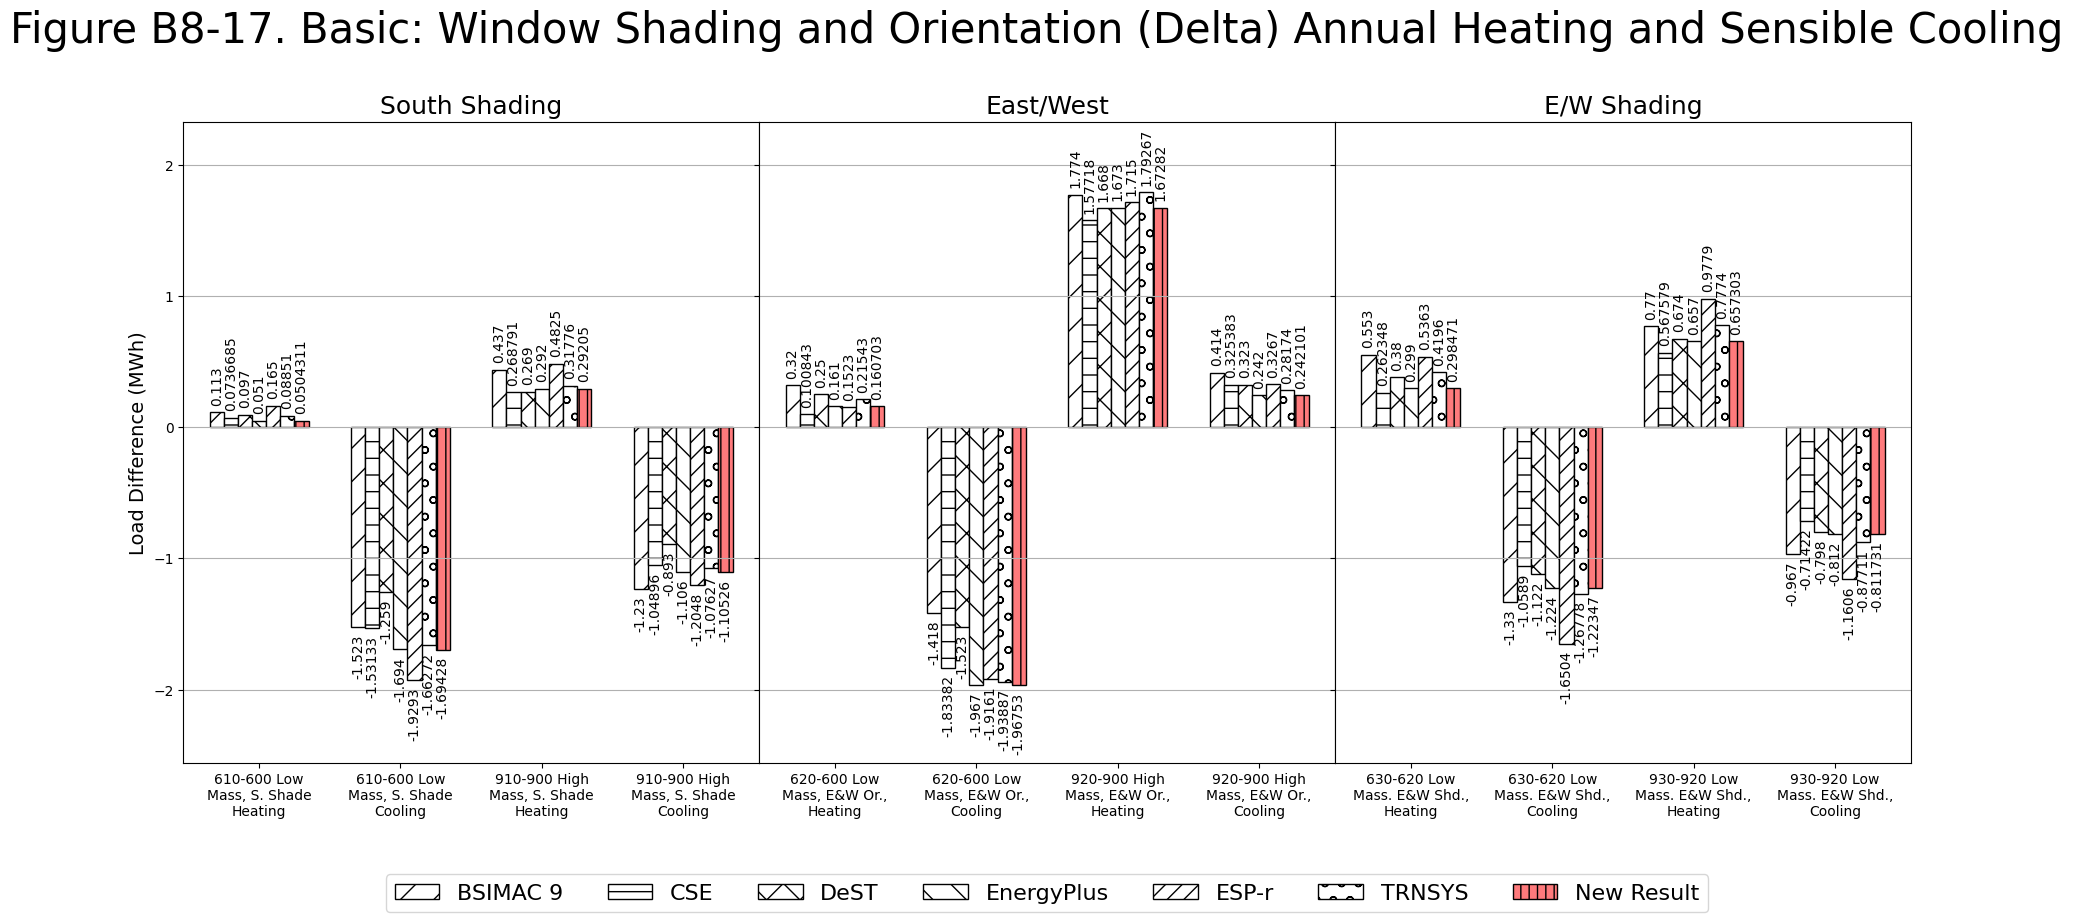 Figure B8-17. Basic: Window Shading and Orientation (Delta) Annual Heating and Sensible Cooling
South Shading
East/West
E/W Shading
Load Difference (MWh)
2
1
0
−1
−2
0.113
0.0736685
0.097
0.051
0.165
0.08851
0.0504311
-1.523
-1.53133
-1.259
-1.694
-1.9293
-1.66272
-1.69428
0.437
0.268791
0.269
0.292
0.4825
0.31776
0.29205
-1.23
-1.04896
-0.893
-1.106
-1.2048
-1.07627
-1.10526
0.32
0.100843
0.25
0.161
0.1523
0.21543
0.160703
-1.418
-1.83382
-1.523
-1.967
-1.9161
-1.93887
-1.96753
1.774
1.57718
1.668
1.673
1.715
1.79267
1.67282
0.414
0.325383
0.323
0.242
0.3267
0.28174
0.242101
0.553
0.262348
0.38
0.299
0.5363
0.4196
0.298471
-1.33
-1.0589
-1.122
-1.224
-1.6504
-1.26778
-1.22347
0.77
0.567579
0.674
0.657
0.9779
0.7774
0.657303
-0.967
-0.71422
-0.798
-0.812
-1.1606
-0.87711
-0.811731
610-600 Low
Mass, S. Shade
Heating
610-600 Low
Mass, S. Shade
Cooling
910-900 High
Mass, S. Shade
Heating
910-900 High
Mass, S. Shade
Cooling
620-600 Low
Mass, E&W Or.,
Heating
620-600 Low
Mass, E&W Or.,
Cooling
920-900 High
Mass, E&W Or.,
Heating
920-900 High
Mass, E&W Or.,
Cooling
630-620 Low
Mass. E&W Shd.,
Heating
630-620 Low
Mass. E&W Shd.,
Cooling
930-920 Low
Mass. E&W Shd.,
Heating
930-920 Low
Mass. E&W Shd.,
Cooling
BSIMAC 9
CSE
DeST
EnergyPlus
ESP-r
TRNSYS
New Result